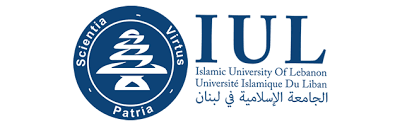 Scientia - Virtus - Patria -
IUL
Islamic University Of Lebanon
Université Islamique Du Liban
الجامعة الإسلامية في لبنان